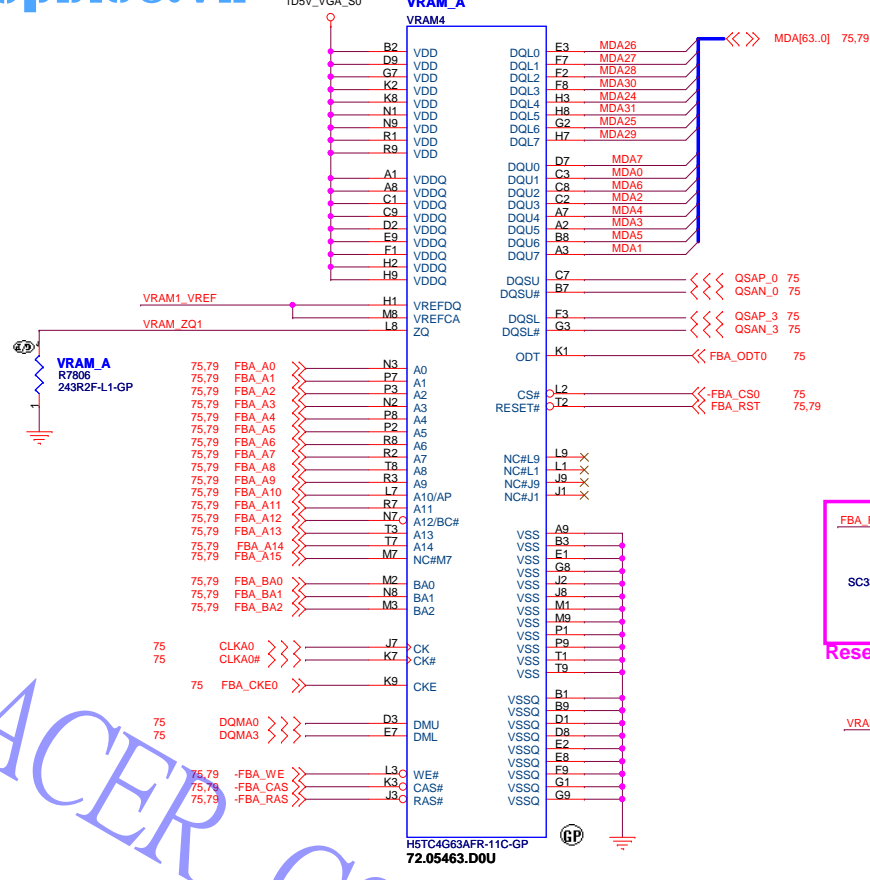 1D5V_VGA_S0
VRAM_A
VRAM4
B2 VDD DQL0 E3 MDA26
D9 VDD DQL1 F7 MDA27
G7 VDD DQL2 F2 MDA28
K2 VDD DQL3 F8 MDA30
K8 VDD DQL4 H3 MDA24
N1 VDD DQL5 H8 MDA31
N9 VDD DQL6 G2 MDA25
R1 VDD DQL7 H7 MDA29
R9 VDD
MDA[63..0] 75,79
A1 VDDQ DQU0 D7 MDA7
A8 VDDQ DQU1 C3 MDA0
C1 VDDQ DQU2 C8 MDA6
C9 VDDQ DQU3 C2 MDA2
D2 VDDQ DQU4 A7 MDA4
E9 VDDQ DQU5 A2 MDA3
F1 VDDQ DQU6 B8 MDA5
H2 VDDQ DQU7 A3 MDA1
H9 VDDQ
DQSU C7 QSAP_0 75
DQSU# B7 QSAN_0 75
VRAM1_VREF H1 VREFDQ
M8 VREFCA DQSL F3 QSAP_3 75
VRAM_ZQ1 L8 ZQ DQSL# G3 QSAN_3 75
ODT K1 FBA_ODT0 75
VRAM_A
R7806
243R2F-L1-GP
1
CS# L2 -FBA_CS0 75
RESET# T2 FBA_RST 75,79
75,79 FBA_A0 N3 A0
75,79 FBA_A1 P7 A1
75,79 FBA_A2 P3 A2
75,79 FBA_A3 N2 A3
75,79 FBA_A4 P8 A4
75,79 FBA_A5 P2 A5
75,79 FBA_A6 R8 A6
75,79 FBA_A7 R2 A7
75,79 FBA_A8 T8 A8
75,79 FBA_A9 R3 A9
75,79 FBA_A10 L7 A10/AP
75,79 FBA_A11 R7 A11
75,79 FBA_A12 N7 A12/BC#
75,79 FBA_A13 T3 A13
75,79 FBA_A14 T7 A14
75,79 FBA_A15 M7 NC#M7
NC#L9 L9
NC#L1 L1
NC#J9 J9
NC#J1 J1
75,79 FBA_BA0 M2 BA0
75,79 FBA_BA1 N8 BA1
75,79 FBA_BA2 M3 BA2
VSS A9
VSS B3
VSS E1
VSS G8
VSS J2
VSS J8
VSS M1
VSS M9
VSS P1
VSS P9
VSS T1
VSS T9
75 CLKA0 J7 CK
75 CLKA0# K7 CK#
75 FBA_CKE0 K9 CKE
75 DQMA0 D3 DMU
75 DQMA3 E7 DML
75,79 -FBA_WE L3 WE#
75,79 -FBA_CAS K3 CAS#
75,79 -FBA_RAS J3 RAS#
VSSQ B1
VSSQ B9
VSSQ D1
VSSQ D8
VSSQ E2
VSSQ E8
VSSQ F9
VSSQ G1
VSSQ G9
H5TC4G63AFR-11C-GP
72.05463.D0U
GP
SC3
Rese
VRA
ACER